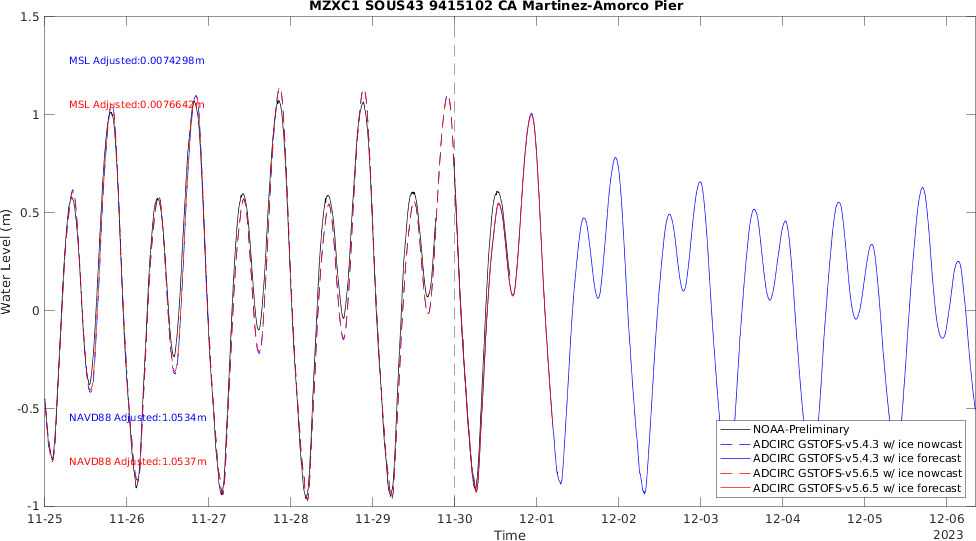 MZXC1 SOUS43 9415102 CA Martinez-Amorco Pier
1.5
MSL Adjusted:0.0074298m
MSL Adjusted:0.0076642m
1
0.5
Water Level (m)
0
-0.5
NAVD88 Adjusted:1.0534m
NAVD88 Adjusted:1.0537m
-1
NOAA-Preliminary
ADCIRC GSTOFS-v5.4.3 w/ ice nowcast
ADCIRC GSTOFS-v5.4.3 w/ ice forecast
ADCIRC GSTOFS-v5.6.5 w/ ice nowcast
ADCIRC GSTOFS-v5.6.5 w/ ice forecast
11-25 11-26 11-27 11-28 11-29 11-30 12-01 12-02 12-03 12-04 12-05 12-06
Time
2023